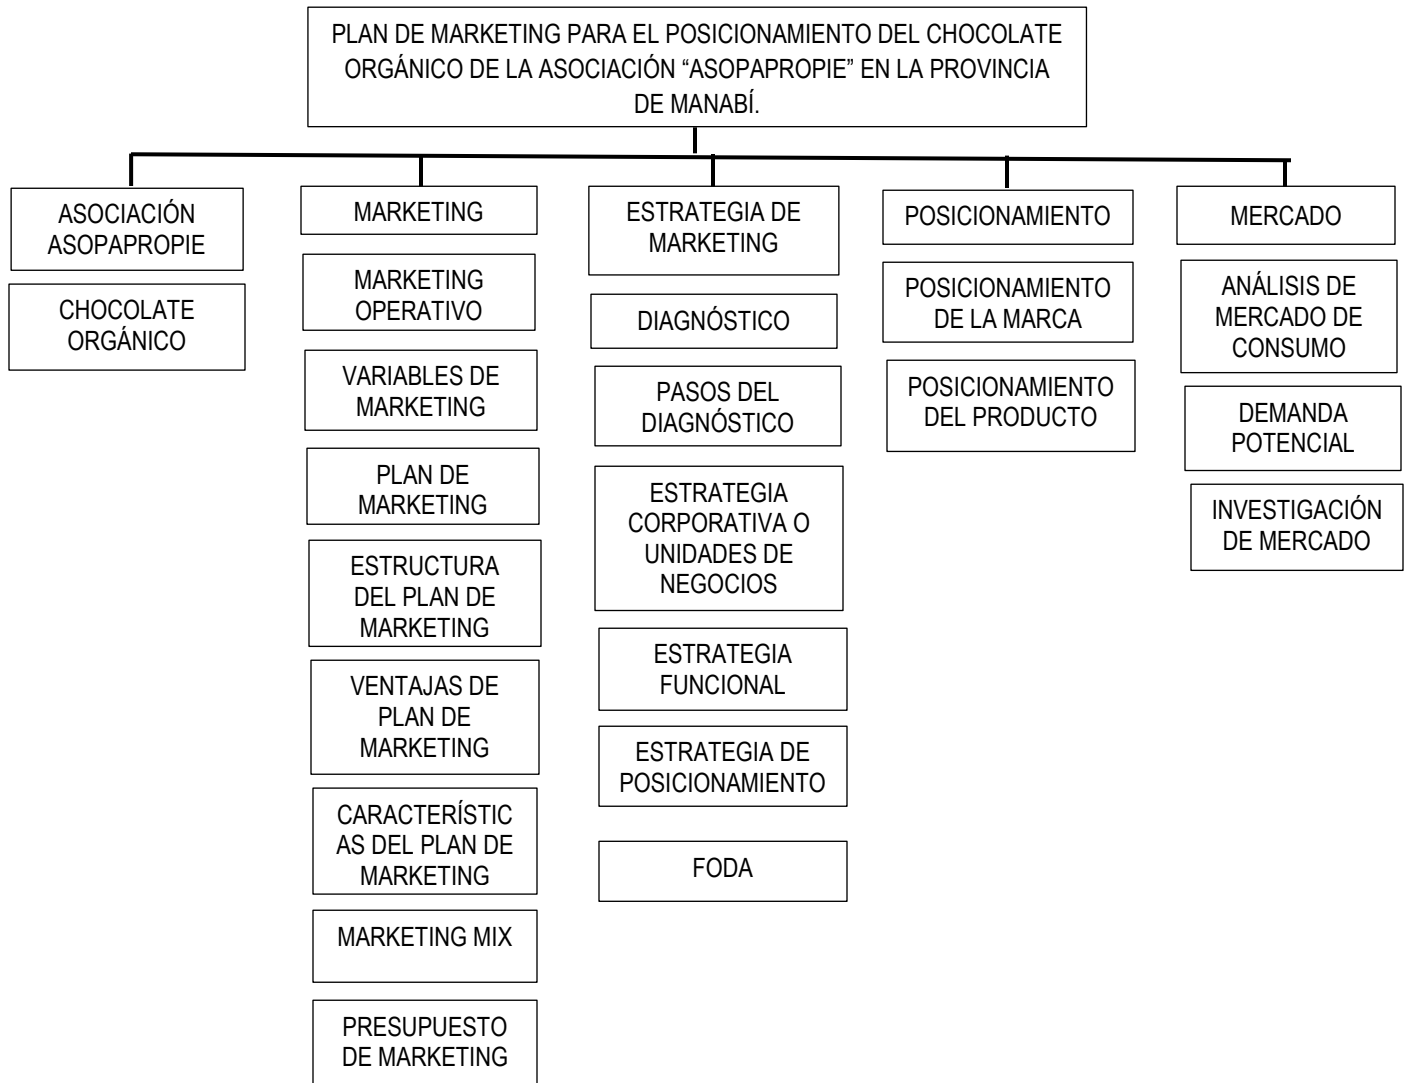 PLAN DE MARKETING PARA EL POSICIONAMIENTO DEL CHOCOLATE
ORGÁNICO DE LA ASOCIACIÓN “ASOPAPROPIE” EN LA PROVINCIA
DE MANABÍ.
ASOCIACIÓN
ASOPAPROPIE
CHOCOLATE
ORGÁNICO
MARKETING
MARKETING
OPERATIVO
VARIABLES DE
MARKETING
PLAN DE
MARKETING
ESTRUCTURA
DEL PLAN DE
MARKETING
VENTAJAS DE
PLAN DE
MARKETING
CARACTERÍSTIC
AS DEL PLAN DE
MARKETING
MARKETING MIX
PRESUPUESTO
DE MARKETING
ESTRATEGIA DE
MARKETING
DIAGNÓSTICO
PASOS DEL
DIAGNÓSTICO
ESTRATEGIA
CORPORATIVA O
UNIDADES DE
NEGOCIOS
ESTRATEGIA
FUNCIONAL
ESTRATEGIA DE
POSICIONAMIENTO
FODA
POSICIONAMIENTO
POSICIONAMIENTO
DE LA MARCA
POSICIONAMIENTO
DEL PRODUCTO
MERCADO
ANÁLISIS DE
MERCADO DE
CONSUMO
DEMANDA
POTENCIAL
INVESTIGACIÓN
DE MERCADO